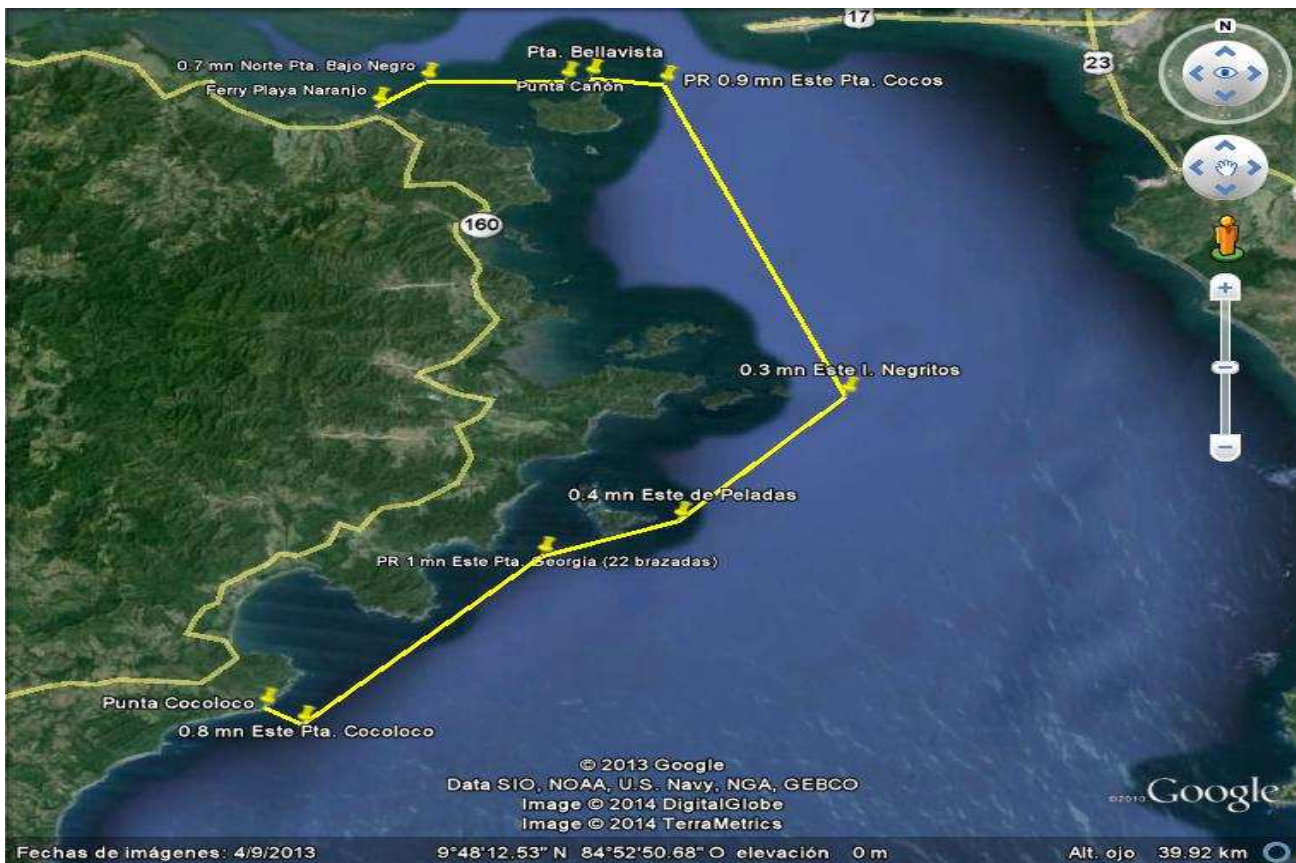 17
N
Pta. Bellavista
23
0.7 mn Norte Pta. Bajo Negro
PR 0.9 mn Este Pta. Cocos
Ferry Playa Naranjo
Punta Cañón
160
0.3 mn Este I. Negritos
0.4 mn Este de Peladas
PR 1 mn Este Pta. Georgia (22 brazadas)
Punta Cocoloco
0.8 mn Este Pta. Cocoloco
© 2013 Google
Data SIO, NOAA, U.S. Navy, NGA, GEBCO
Image © 2014 DigitalGlobe
Image © 2014 TerraMetrics
©2013 Google
Fechas de imágenes: 4/9/2013 9°48'12.53" N 84°52'50.68" O elevación 0 m Alt. ojo 39.92 km